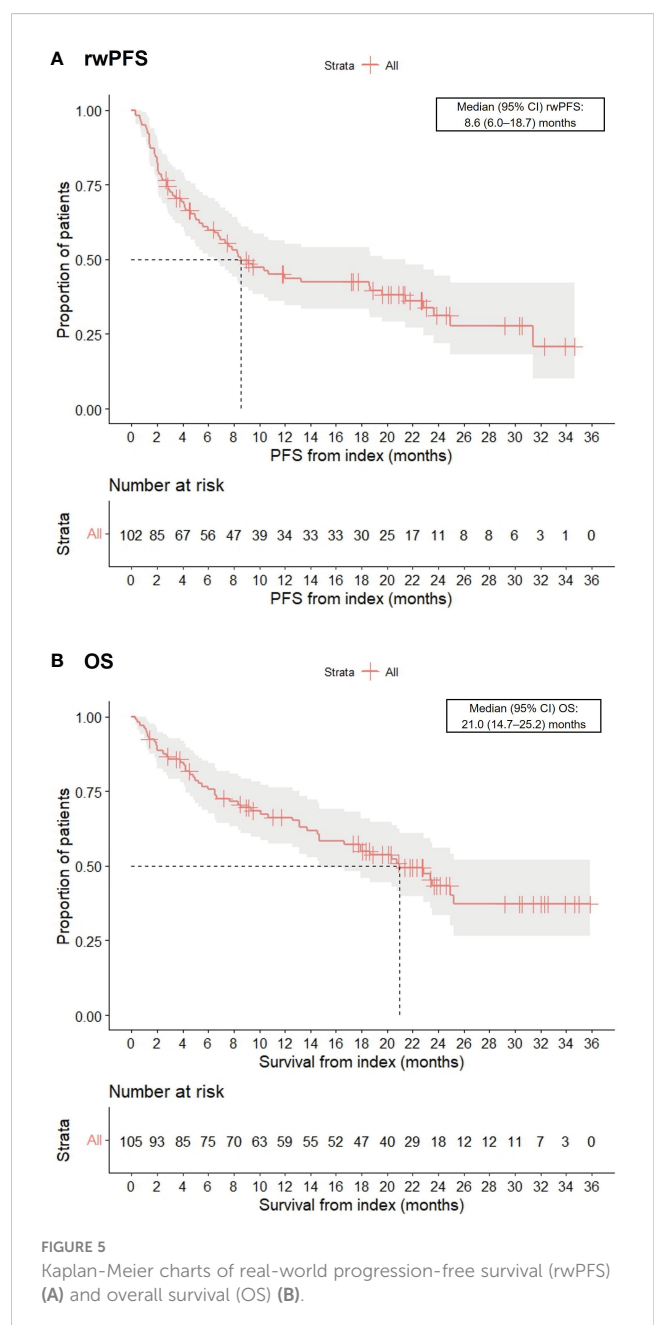 A rwPFS
Strata All
Median (95% CI) rwPFS:
8.6 (6.0–18.7) months
1.00
0.75
0.50
0.25
0.00
Proportion of patients
0 2 4 6 8 10 12 14 16 18 20 22 24 26 28 30 32 34 36
PFS from index (months)
Number at risk
Strata
All 102 85 67 56 47 39 34 33 33 30 25 17 11 8 8 6 3 1 0
0 2 4 6 8 10 12 14 16 18 20 22 24 26 28 30 32 34 36
PFS from index (months)
B OS
Strata All
Median (95% CI) OS:
21.0 (14.7–25.2) months
1.00
0.75
0.50
0.25
0.00
Proportion of patients
0 2 4 6 8 10 12 14 16 18 20 22 24 26 28 30 32 34 36
Survival from index (months)
Number at risk
Strata
All 105 93 85 75 70 63 59 55 52 47 40 29 18 12 12 11 7 3 0
0 2 4 6 8 10 12 14 16 18 20 22 24 26 28 30 32 34 36
Survival from index (months)
FIGURE 5
Kaplan-Meier charts of real-world progression-free survival (rwPFS)
(A) and overall survival (OS) (B).